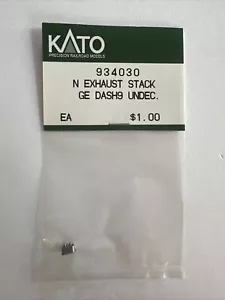 KATO
PRECISION RAILROAD MODELS
934030
N EXHAUST STACK
GE DASH9 UNDEC.
EA $1.00